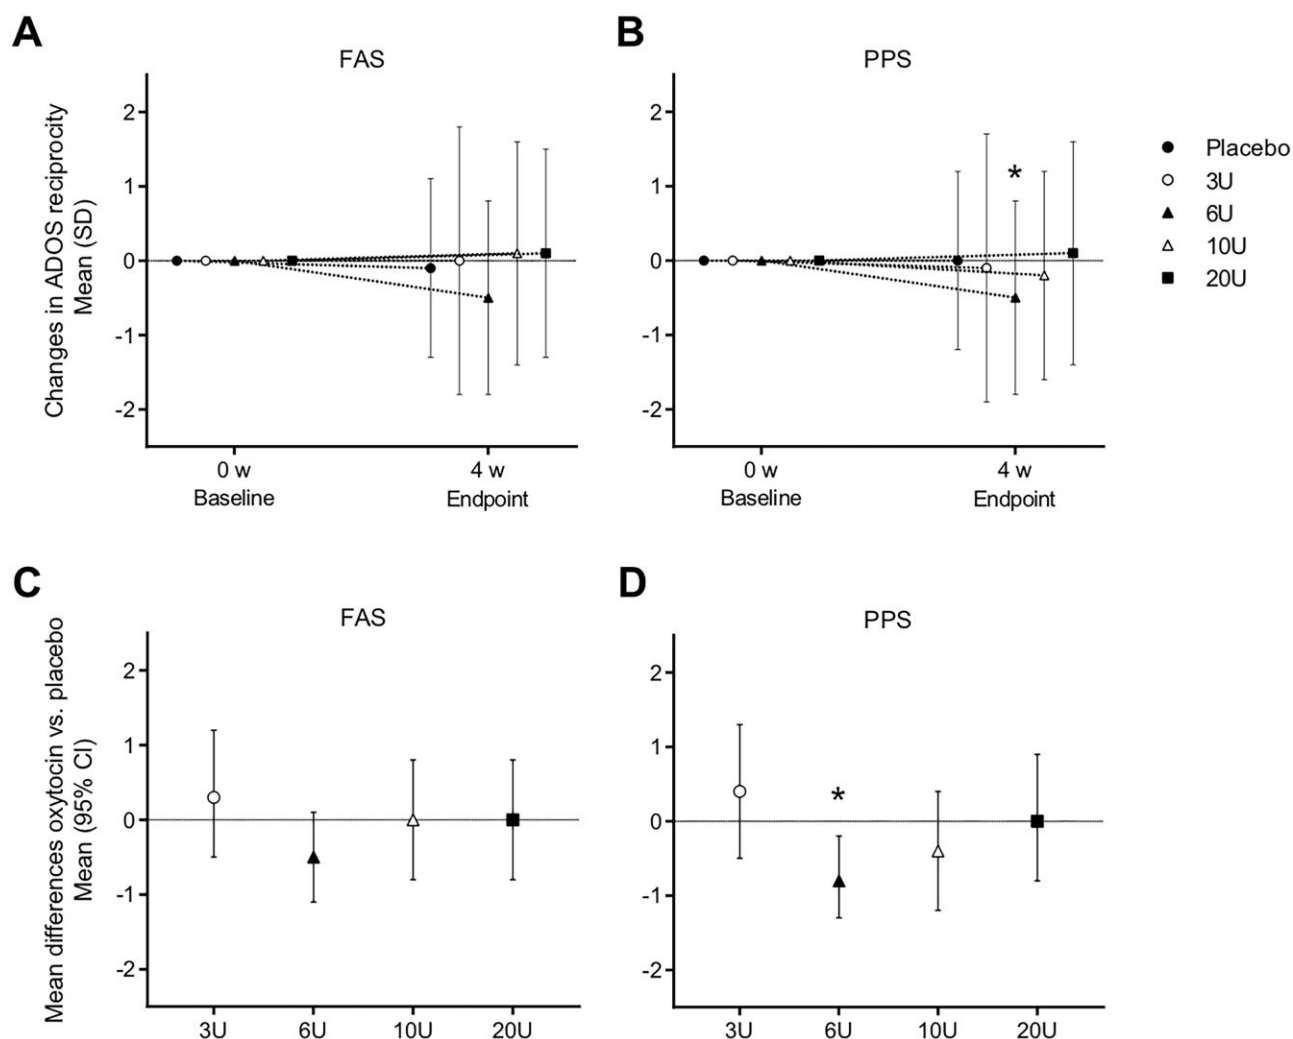 A
FAS
Changes in ADOS reciprocity
Mean (SD)
2
1
0
-1
-2
0 w
Baseline
4 w
Endpoint
B
PPS
2
1
0
-1
-2
*
0 w
Baseline
4 w
Endpoint
Placebo
3U
6U
10U
20U
C
FAS
Mean differences oxytocin vs. placebo
Mean (95% CI)
2
1
0
-1
-2
3U
6U
10U
20U
D
PPS
2
1
0
-1
-2
*
3U
6U
10U
20U